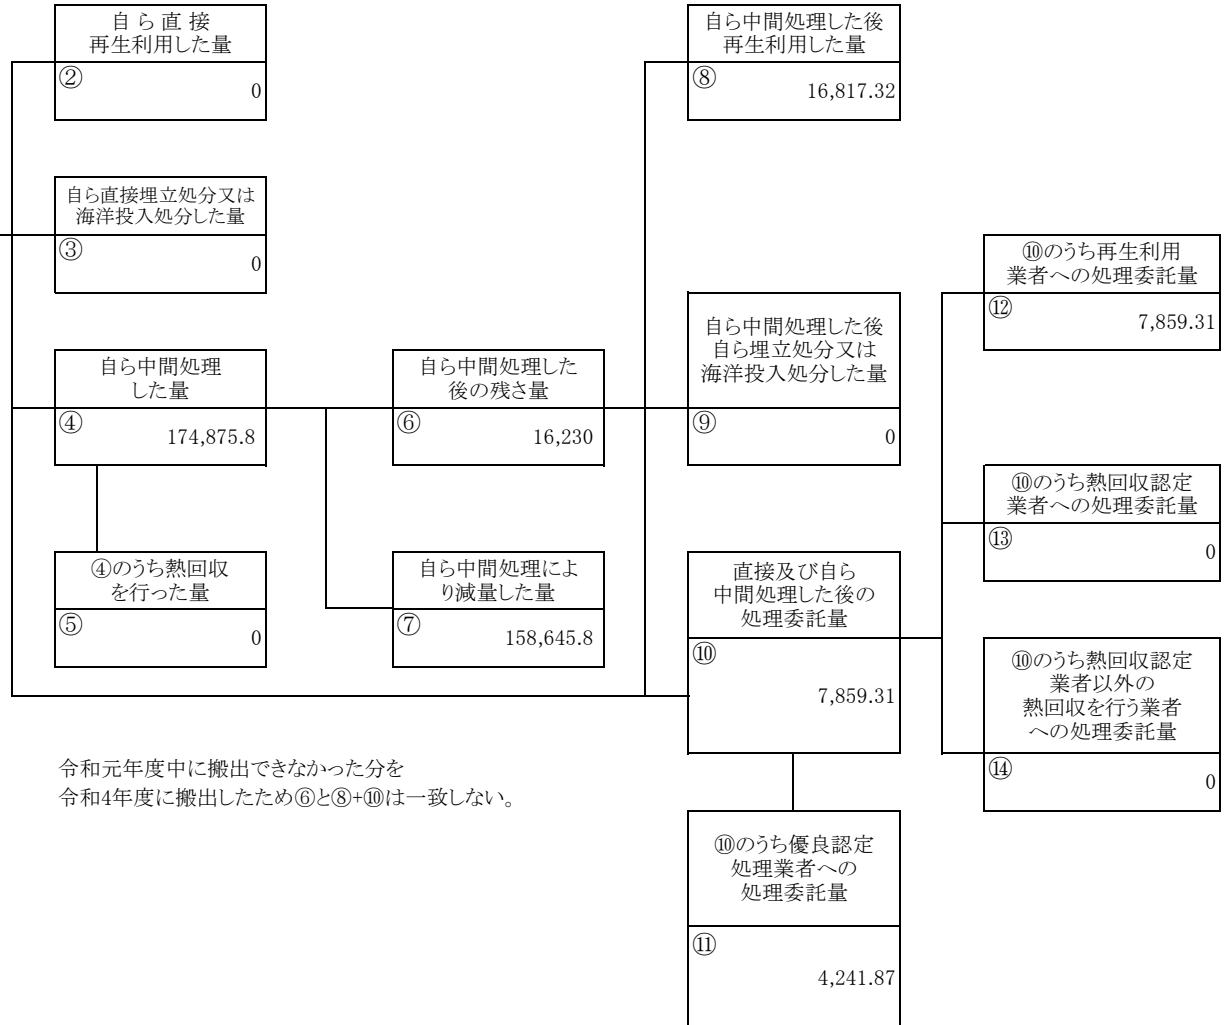 自ら直接
再生利用した量
②
0
自ら直接埋立処分又は
海洋投入処分した量
③
0
自ら中間処理
した量
④
174,875.8
④のうち熱回収
を行った量
⑤
0
自ら中間処理した
後の残さ量
⑥
16,230
自ら中間処理によ
り減量した量
⑦
158,645.8
自ら中間処理した後
再生利用した量
⑧
16,817.32
自ら中間処理した後
自ら埋立処分又は
海洋投入処分した量
⑨
0
直接及び自ら
中間処理した後の
処理委託量
⑩
7,859.31
⑩のうち優良認定
処理業者への
処理委託量
⑪
4,241.87
⑩のうち再生利用
業者への処理委託量
⑫
7,859.31
⑩のうち熱回収認定
業者への処理委託量
⑬
0
⑩のうち熱回収認定
業者以外の
熱回収を行う業者
への処理委託量
⑭
0
令和元年度中に搬出できなかった分を
令和4年度に搬出したため⑥と⑧+⑩は一致しない。